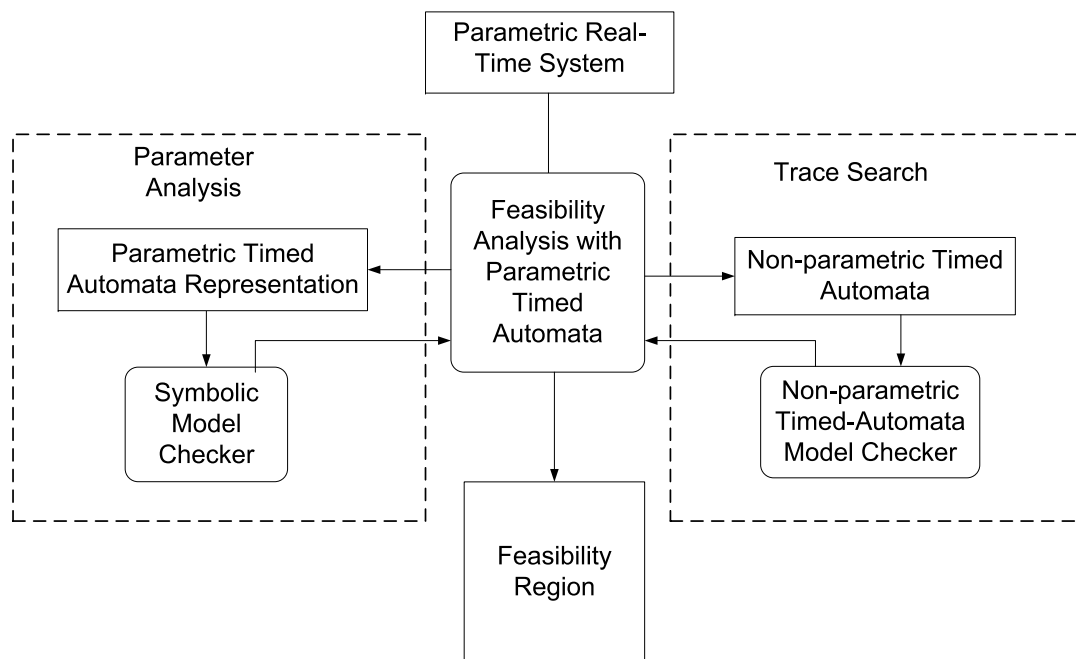 Parametric Real-
Time System
Parameter
Analysis
Parametric Timed
Automata Representation
Symbolic
Model
Checker
Feasibility
Analysis with
Parametric
Timed
Automata
Trace Search
Non-parametric Timed
Automata
Non-parametric
Timed-Automata
Model Checker
Feasibility
Region